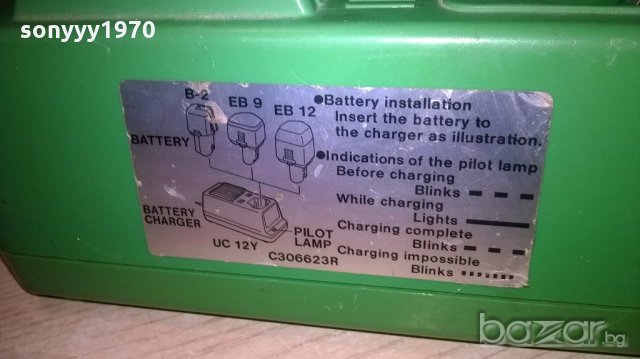 sonyyy1970
B-2
EB 9
EB 12
BATTERY
BATTERY
CHARGER
UC 12Y
PILOT
LAMP
C306623R
●Battery installation
Insert the battery to
the charger as illustration.
●Indications of the pilot lamp
Before charging
Blinks
While charging
Lights
Charging complete
Blinks
Charging impossible
Blinks
bazar.bg